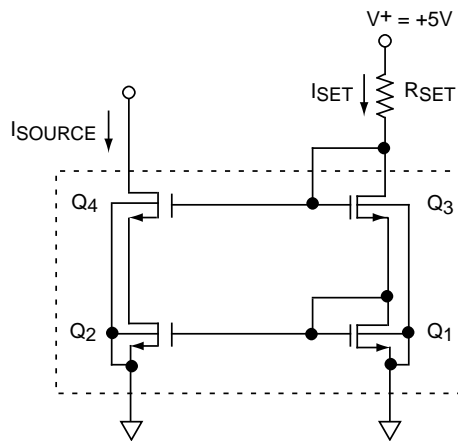 V+ = +5V
ISET
RSET
ISOURCE
Q4
Q3
Q2
Q1